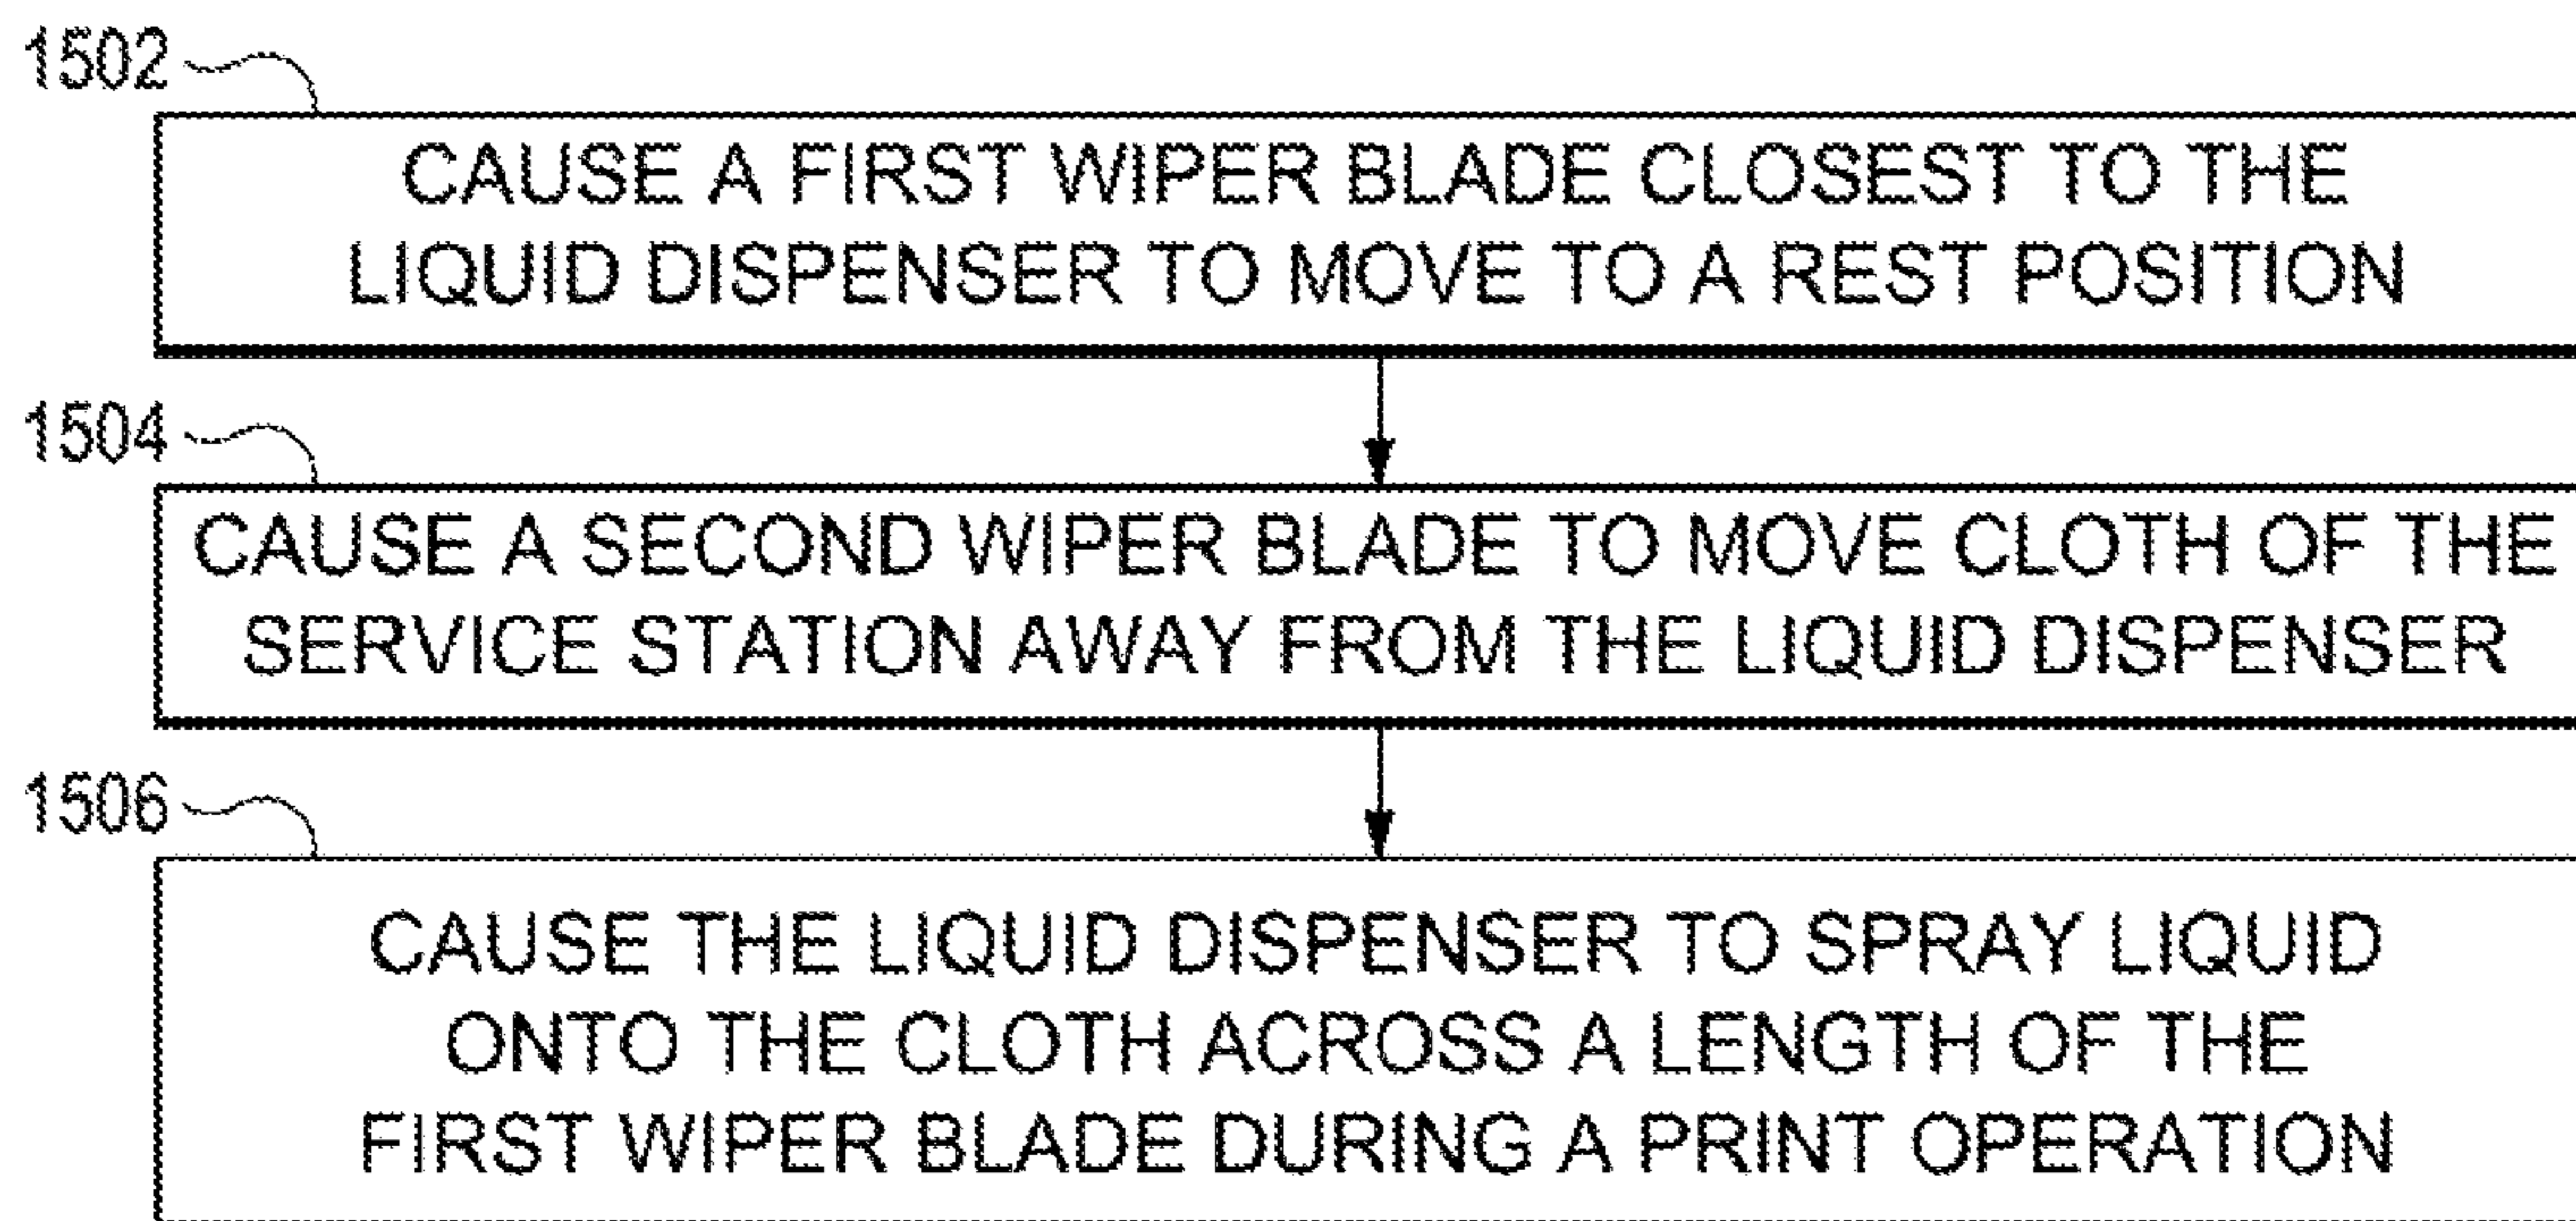 1502
CAUSE A FIRST WIPER BLADE CLOSEST TO THE
LIQUID DISPENSER TO MOVE TO A REST POSITION
1504
CAUSE A SECOND WIPER BLADE TO MOVE CLOTH OF THE
SERVICE STATION AWAY FROM THE LIQUID DISPENSER
1506
CAUSE THE LIQUID DISPENSER TO SPRAY LIQUID
ONTO THE CLOTH ACROSS A LENGTH OF THE
FIRST WIPER BLADE DURING A PRINT OPERATION